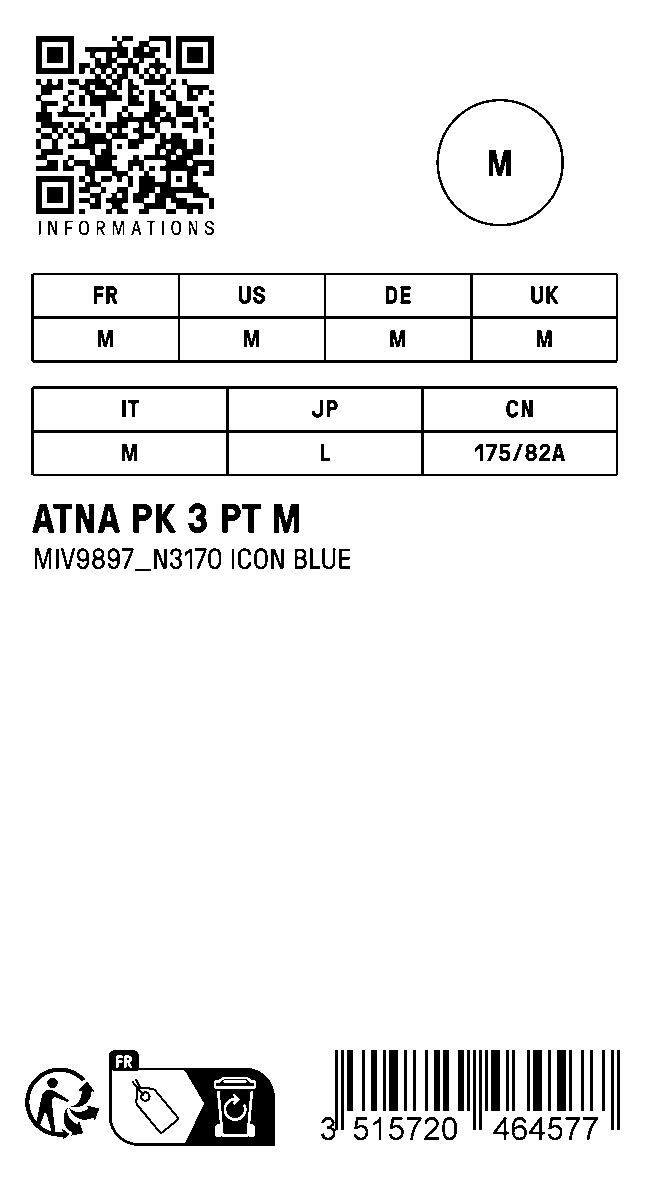 INFORMATIONS
M
FR US DE UK
M M M M
IT JP CN
M L 175/82A
ATNA PK 3 PT M
MIV9897_N3170 ICON BLUE
FR
3 515720 464577